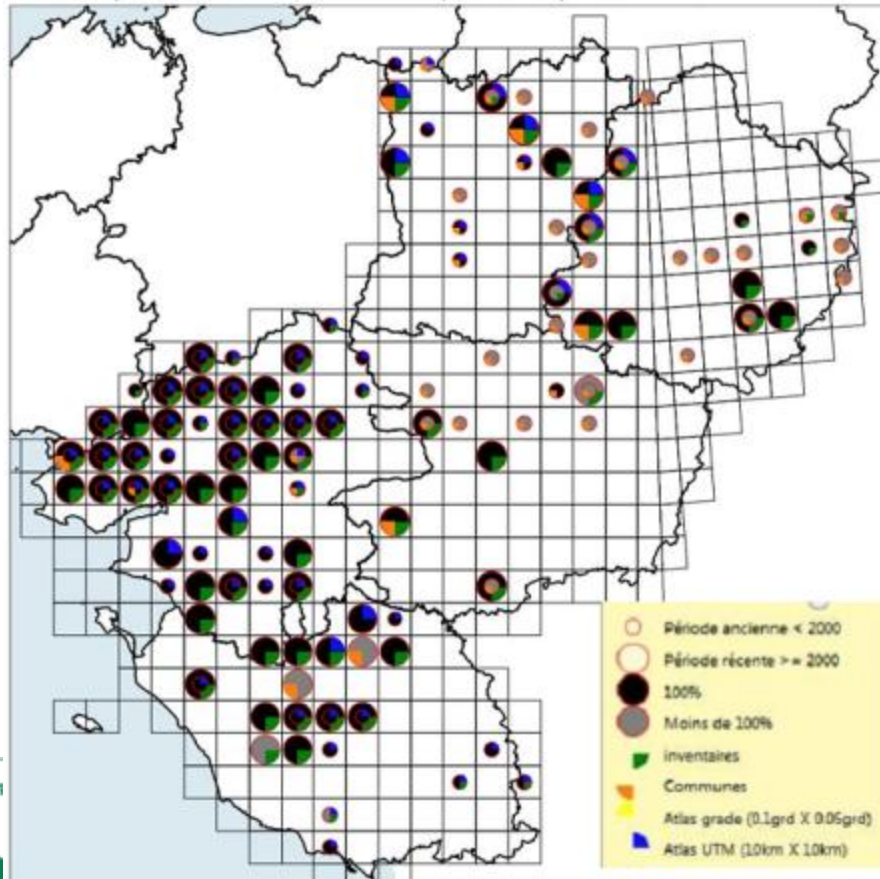 Période ancienne < 2000
Période récente >= 2000
100%
Moins de 100%
inventaires
Communes
Atlas grade (0.1grd X 0.05grd)
Atlas UTM (10km X 10km)